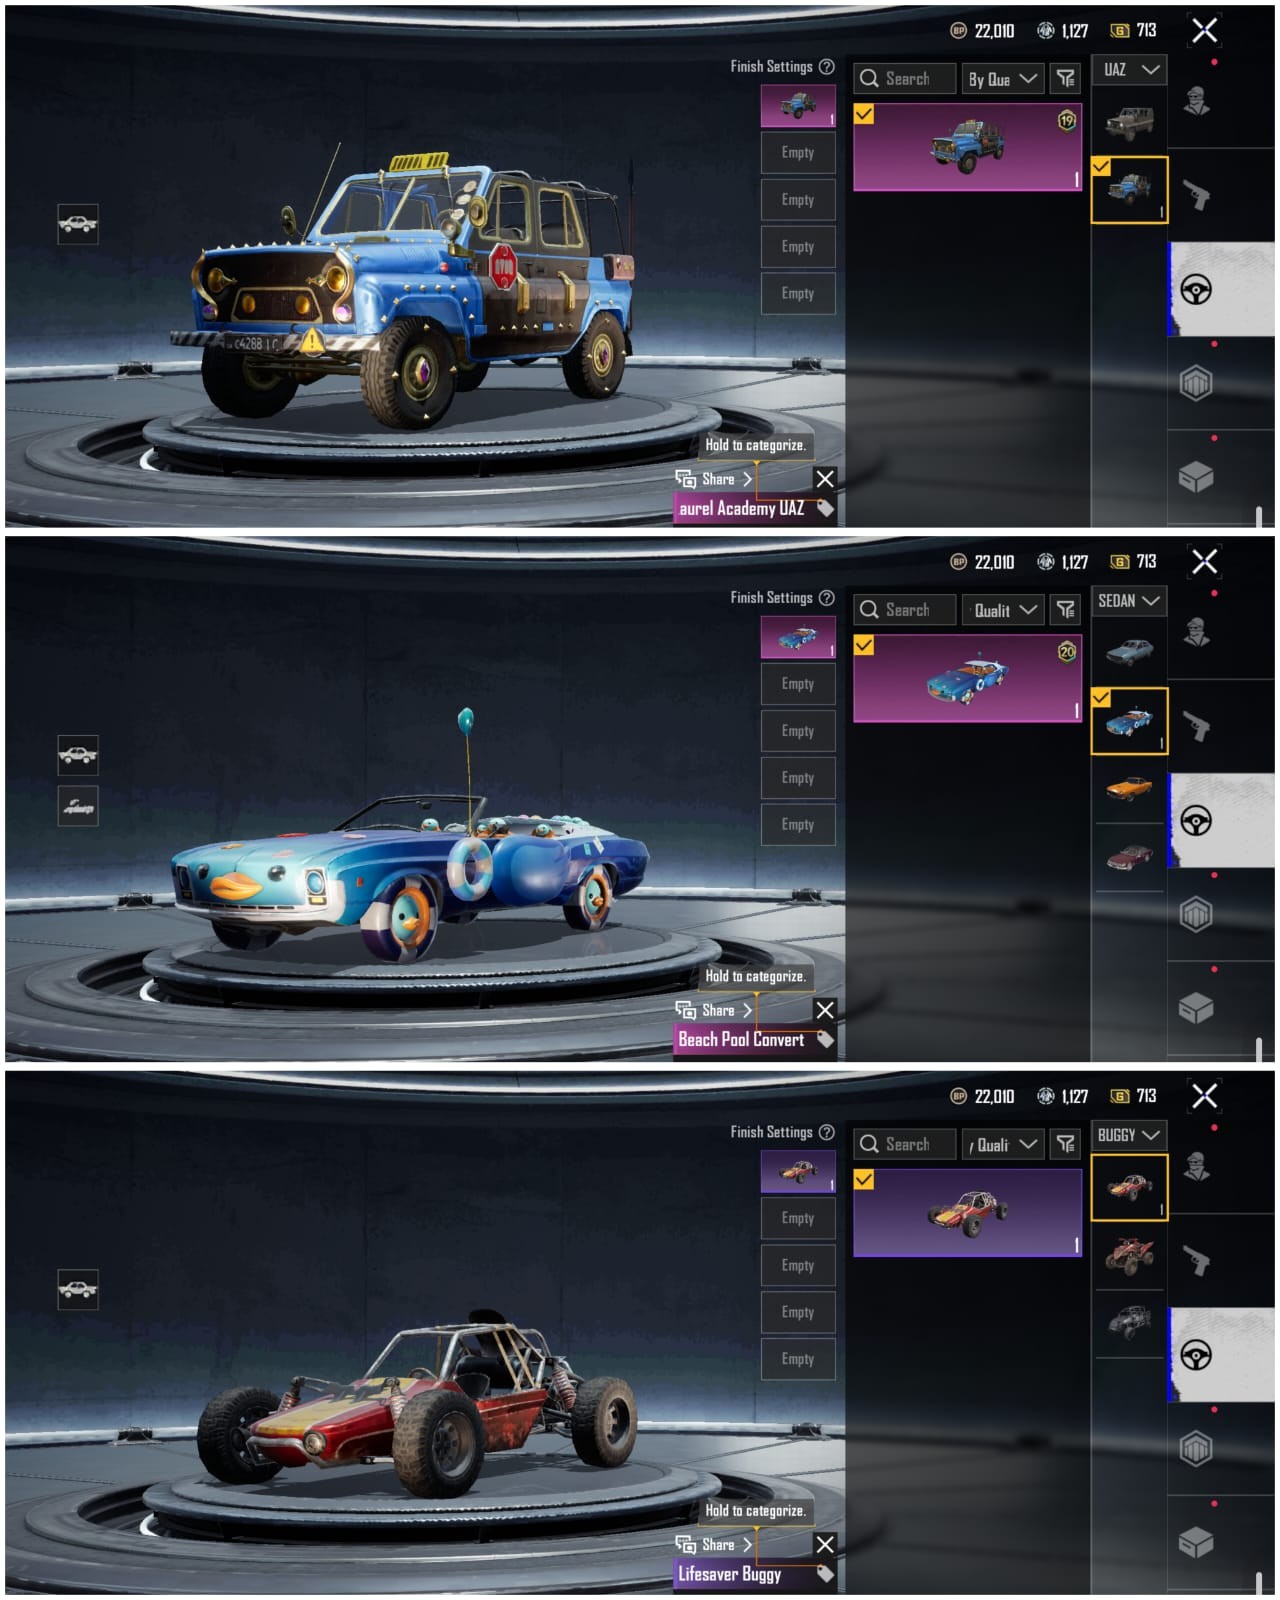 22,010 1,127 713
Finish Settings ?
Search By Qua UAZ
1 19
1
Empty
1
Empty
Empty
Empty
Hold to categorize.
Share
aurel Academy UAZ
22,010 1,127 713
Finish Settings ?
Search Qualit SEDAN
1 20
1
Empty
1
Empty
Empty
Empty
Hold to categorize.
Share
Beach Pool Convert
22,010 1,127 713
Finish Settings ?
Search y Quali BUGGY
1
1
Empty
1
Empty
Empty
Empty
Hold to categorize.
Share
Lifesaver Buggy